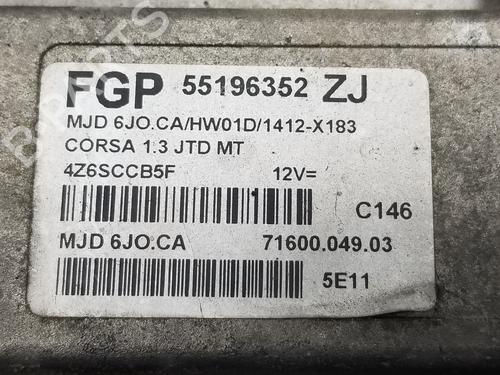 FGP 55196352 ZJ
MJD 6JO.CA/HW01D/1412-X183
CORSA 1.3 JTD MT
4Z6SCCB5F 12V=
C146
MJD 6JO.CA 71600.049.03
5E11